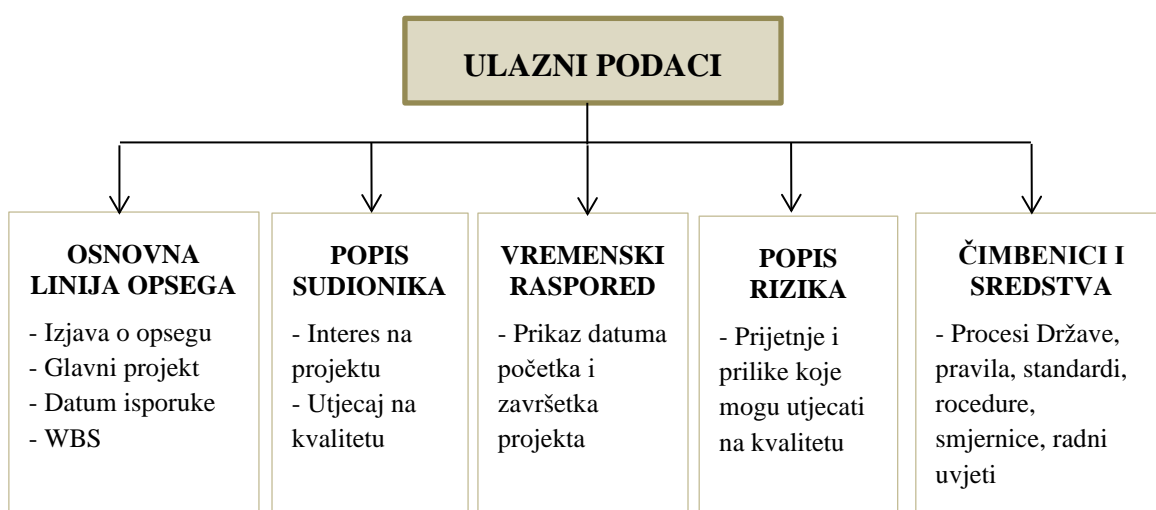 ULAZNI PODACI
OSNOVNA
LINIJA OPSEGA
- Izjava o opsegu
- Glavni projekt
- Datum isporuke
- WBS
POPIS
SUDIONIKA
- Interes na
projektu
- Utjecaj na
kvalitetu
VREMENSKI
RASPORED
- Prikaz datuma
početka i
završetka
projekta
POPIS
RIZIKA
- Prijetnje i
prilike koje
mogu utjecati
na kvalitetu
ČIMBENICI I
SREDSTVA
- Procesi Države,
pravila, standardi,
rocedure,
smjernice, radni
uvjeti